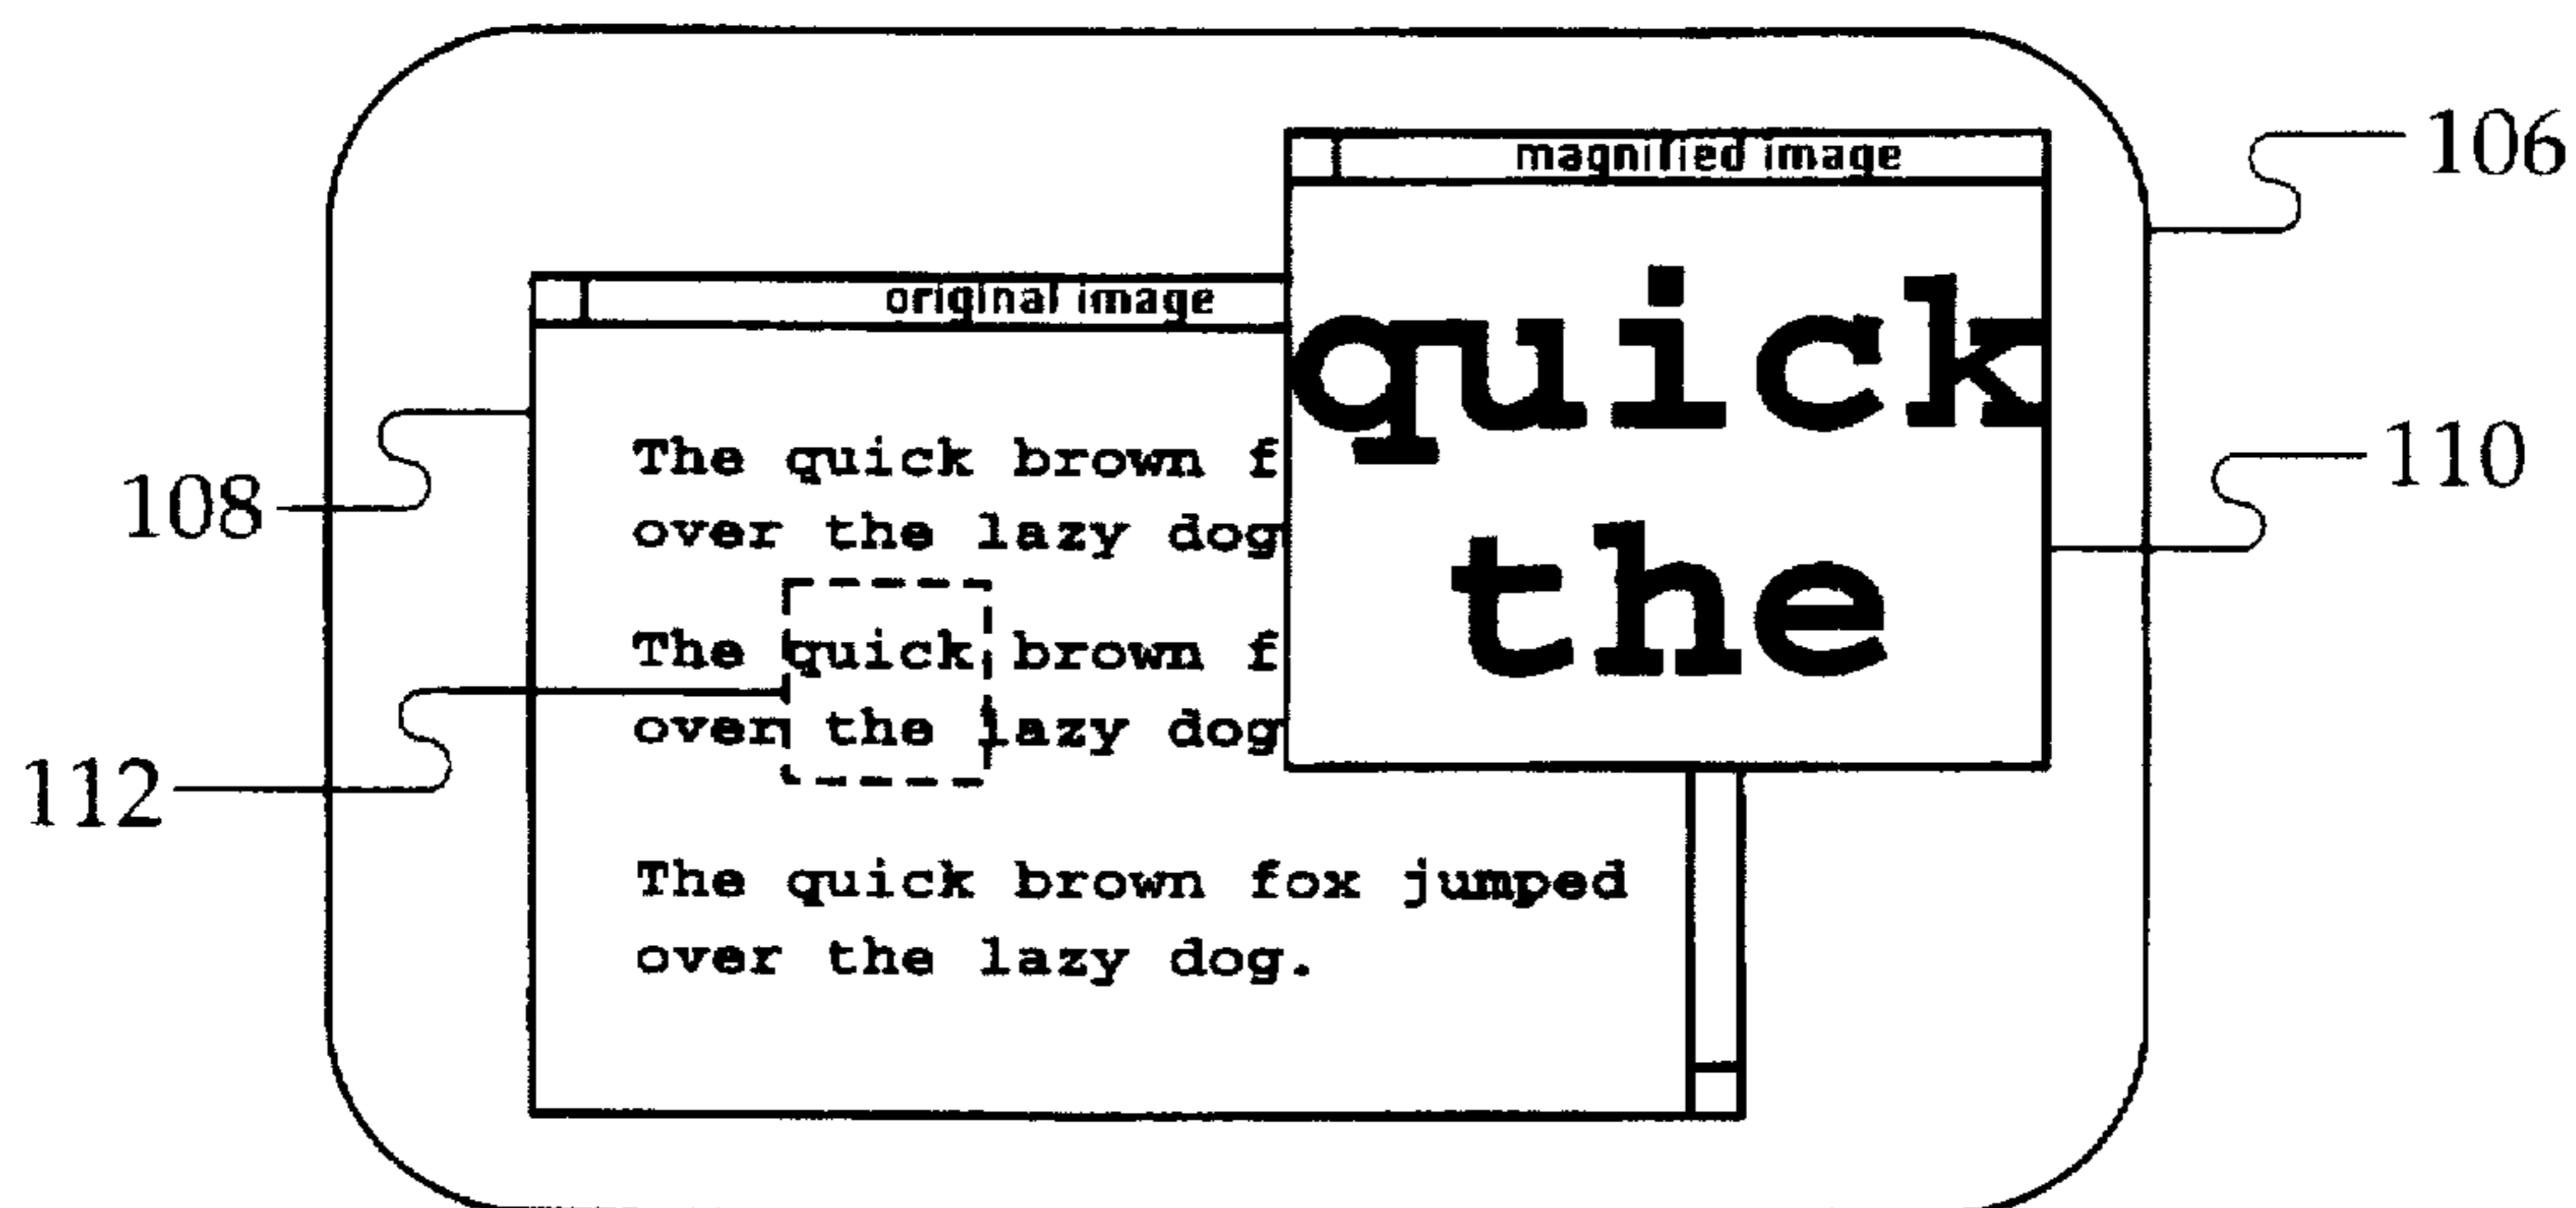 106
magnified image
quick
the
110
original image
108
The quick brown f
over the lazy dog
The quick brown f
over the lazy dog
112
The quick brown fox jumped
over the lazy dog.